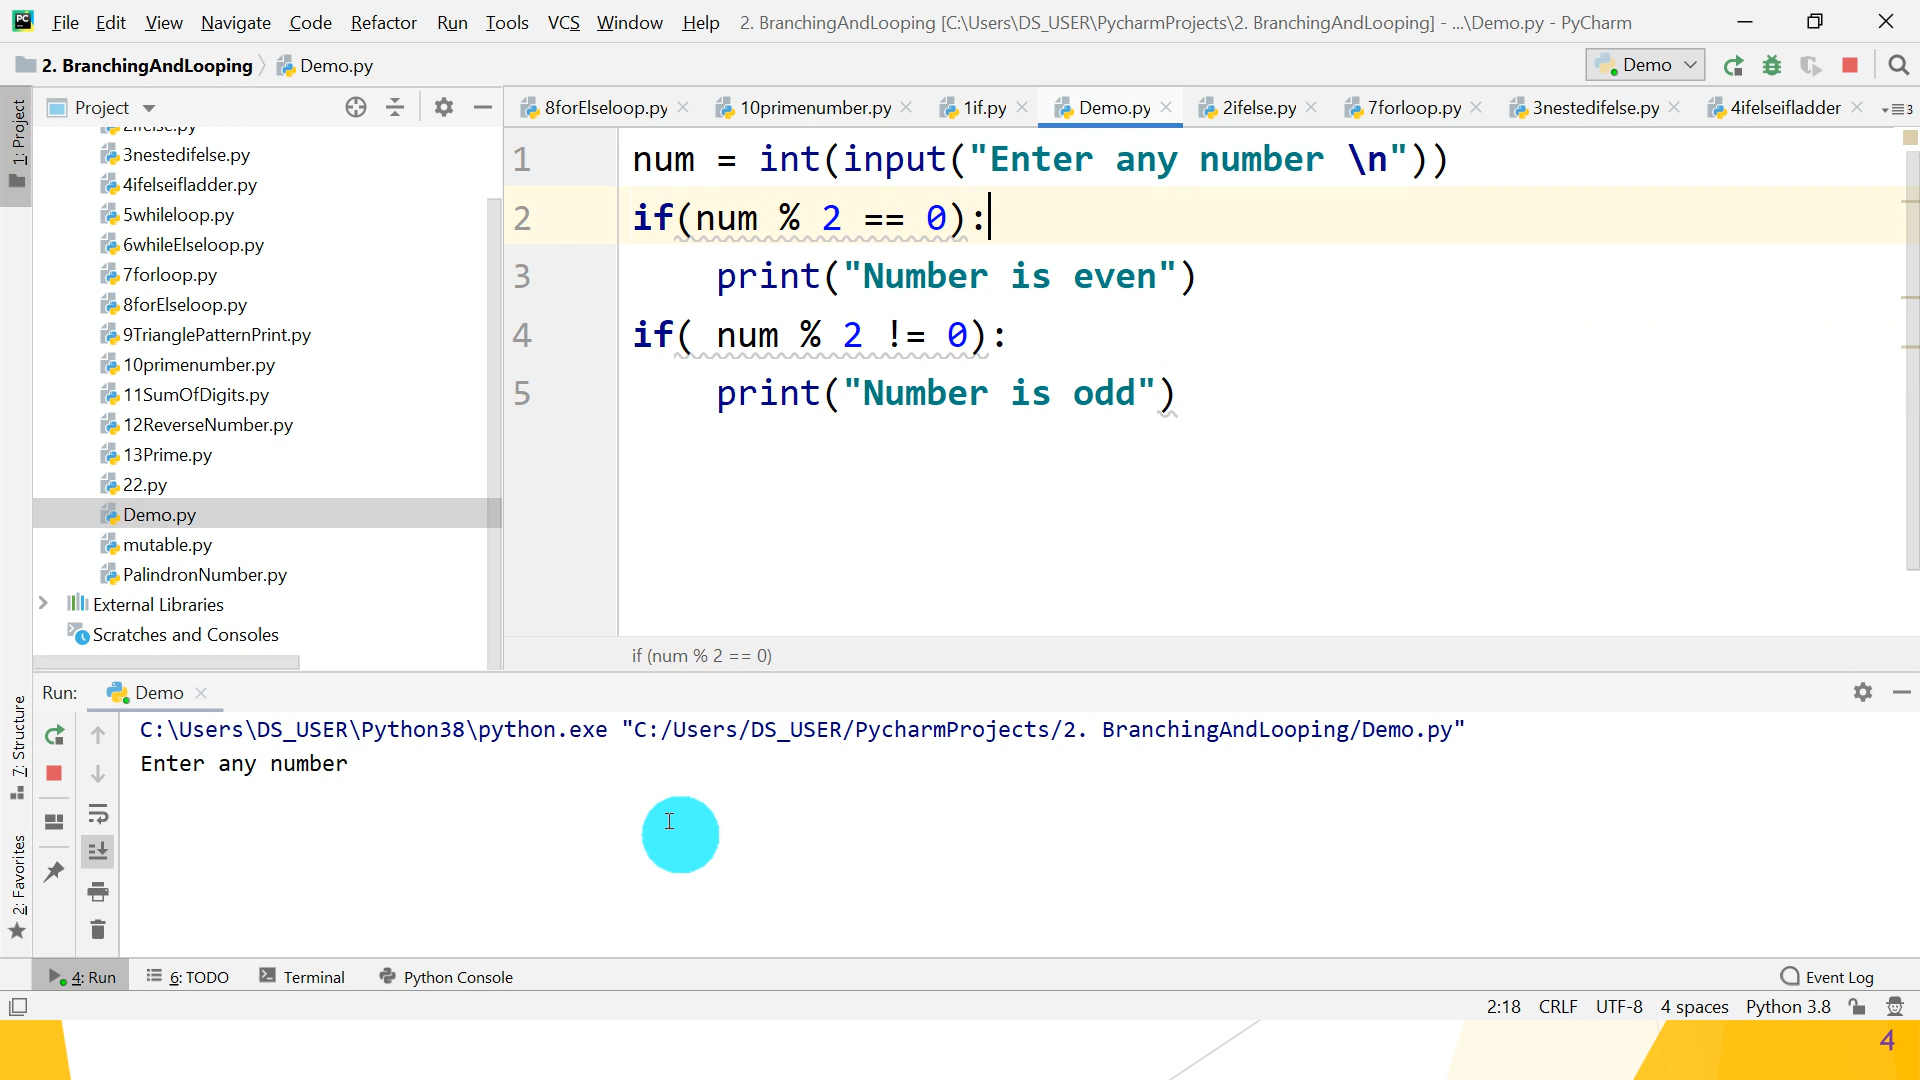 File Edit View Navigate Code Refactor Run Tools VCS Window Help 2. BranchingAndLooping [C:\Users\DS_USER\PycharmProjects\2. BranchingAndLooping] - ...\Demo.py - PyCharm
2. BranchingAndLooping Demo.py
Demo
1: Project
Project
8forElseloop.py 10primenumber.py 1if.py Demo.py 2ifelse.py 7forloop.py 3nestedifelse.py 4ifelseifladder 3
2ifelse.py
3nestedifelse.py
4ifelseifladder.py
5whileloop.py
6whileElseloop.py
7forloop.py
8forElseloop.py
9TrianglePatternPrint.py
10primenumber.py
11SumOfDigits.py
12ReverseNumber.py
13Prime.py
22.py
Demo.py
mutable.py
PalindronNumber.py
External Libraries
Scratches and Consoles
1 num = int(input("Enter any number \n"))
2 if(num % 2 == 0):
3     print("Number is even")
4 if( num % 2 != 0):
5     print("Number is odd")
if (num % 2 == 0)
7: Structure
2: Favorites
Run: Demo
C:\Users\DS_USER\Python38\python.exe "C:/Users/DS_USER/PycharmProjects/2. BranchingAndLooping/Demo.py"
Enter any number
4: Run 6: TODO Terminal Python Console Event Log
2:18 CRLF UTF-8 4 spaces Python 3.8
4